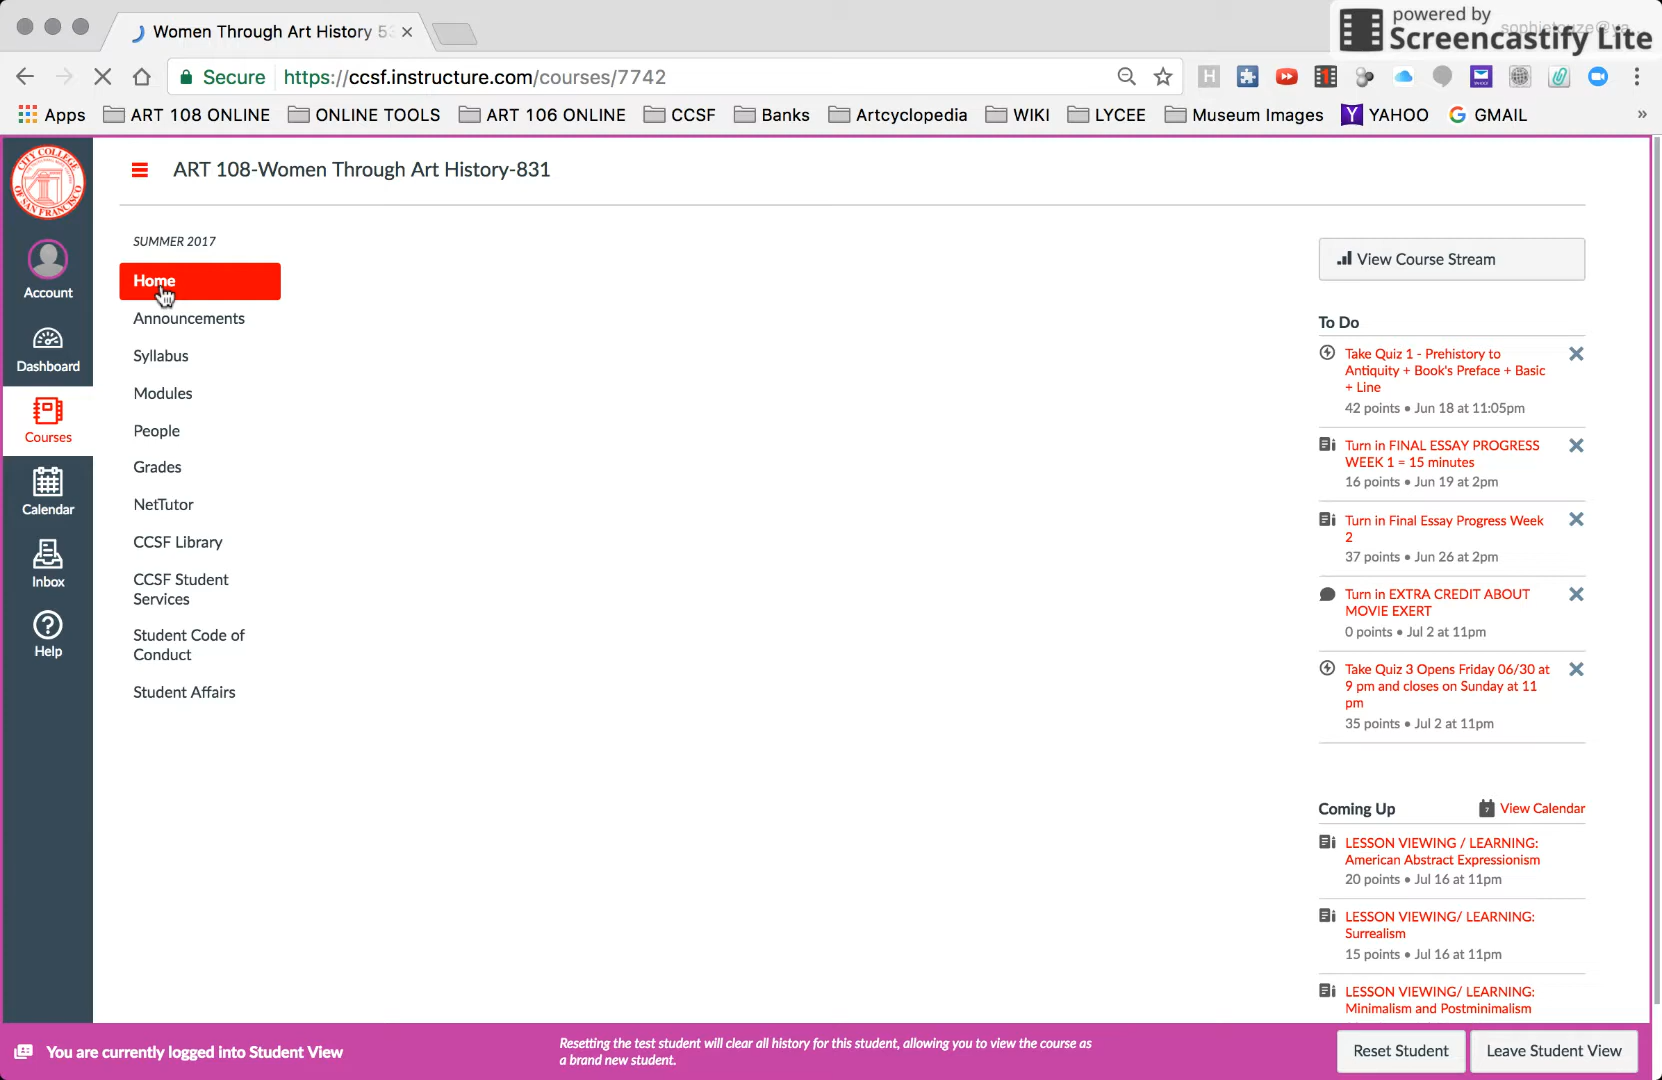 Women Through Art History 5
powered by
Screencastify Lite
Secure https://ccsf.instructure.com/courses/7742
Apps ART 108 ONLINE ONLINE TOOLS ART 106 ONLINE CCSF Banks Artcyclopedia WIKI LYCEE Museum Images YAHOO GMAIL »
CITY COLLEGE
OF SAN FRANCISCO
Account
Dashboard
Courses
Calendar
Inbox
Help
ART 108-Women Through Art History-831
SUMMER 2017
Home
Announcements
Syllabus
Modules
People
Grades
NetTutor
CCSF Library
CCSF Student
Services
Student Code of
Conduct
Student Affairs
View Course Stream
To Do
Take Quiz 1 - Prehistory to
Antiquity + Book's Preface + Basic
+ Line
42 points • Jun 18 at 11:05pm
Turn in FINAL ESSAY PROGRESS
WEEK 1 = 15 minutes
16 points • Jun 19 at 2pm
Turn in Final Essay Progress Week
2
37 points • Jun 26 at 2pm
Turn in EXTRA CREDIT ABOUT
MOVIE EXERT
0 points • Jul 2 at 11pm
Take Quiz 3 Opens Friday 06/30 at
9 pm and closes on Sunday at 11
pm
35 points • Jul 2 at 11pm
Coming Up View Calendar
LESSON VIEWING / LEARNING:
American Abstract Expressionism
20 points • Jul 16 at 11pm
LESSON VIEWING/ LEARNING:
Surrealism
15 points • Jul 16 at 11pm
LESSON VIEWING/ LEARNING:
Minimalism and Postminimalism
You are currently logged into Student View
Resetting the test student will clear all history for this student, allowing you to view the course as
a brand new student.
Reset Student
Leave Student View